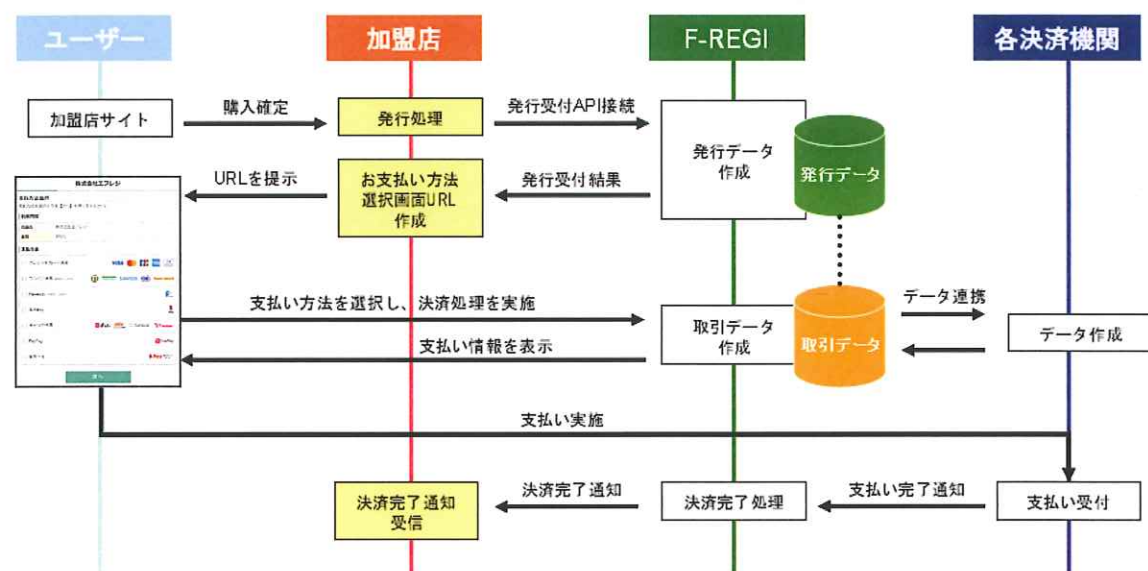 ユーザー
加盟店
F-REGI
各決済機関
加盟店サイト
購入確定
発行処理
発行受付API接続
発行データ
作成
発行データ
URLを提示
お支払い方法
選択画面URL
作成
発行受付結果
株式会社エフレジ
VISA
支払い方法を選択し、決済処理を実施
取引データ
作成
取引データ
データ連携
データ作成
支払い情報を表示
支払い実施
決済完了通知
受信
決済完了通知
決済完了処理
支払い完了通知
支払い受付